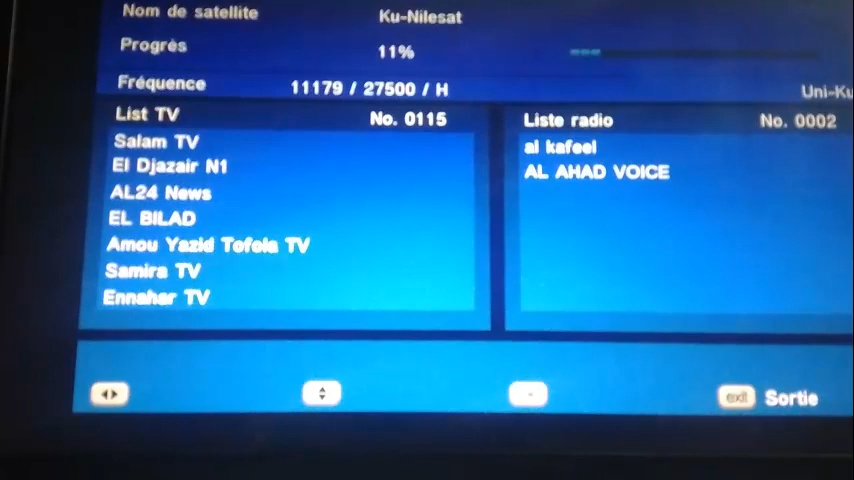 Nom de satellite Ku-Nilesat
Progrès 11%
Fréquence 11179 / 27500 / H Uni-Ku
List TV No. 0115
Salam TV
El Djazair N1
AL24 News
EL BILAD
Amou Yazid Tofola TV
Samira TV
Ennahar TV
Liste radio No. 0002
al kafeel
AL AHAD VOICE
exit Sortie